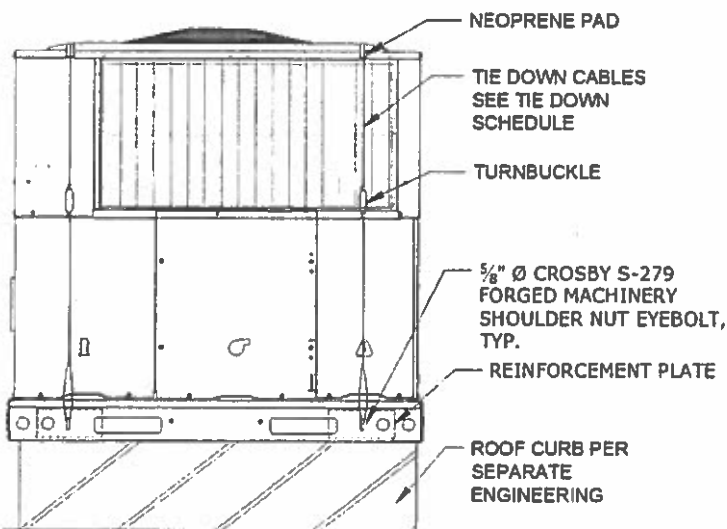 NEOPRENE PAD
TIE DOWN CABLES
SEE TIE DOWN
SCHEDULE
TURNBUCKLE
⅝" Ø CROSBY S-279
FORGED MACHINERY
SHOULDER NUT EYEBOLT,
TYP.
REINFORCEMENT PLATE
ROOF CURB PER
SEPARATE
ENGINEERING